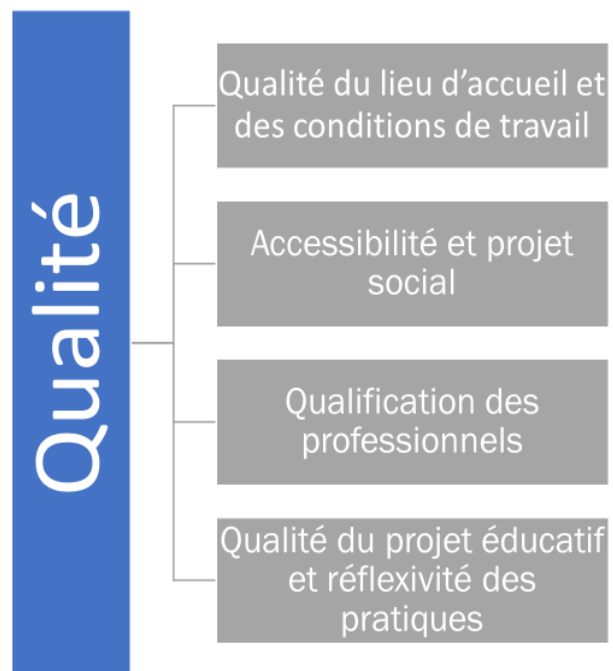 Qualité
Qualité du lieu d’accueil et
des conditions de travail
Accessibilité et projet
social
Qualification des
professionnels
Qualité du projet éducatif
et réflexivité des
pratiques